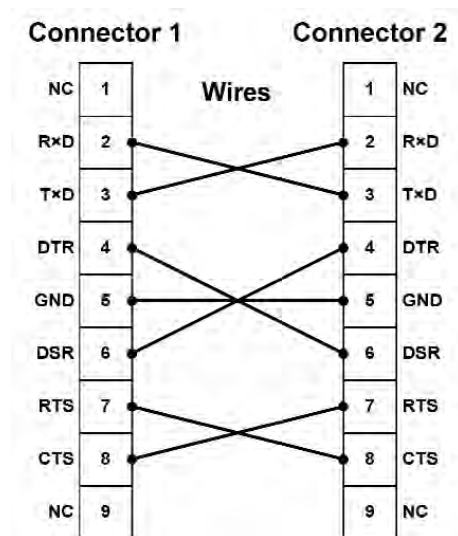 Connector 1 Connector 2
Wires
NC 1 1 NC
R×D 2 2 R×D
T×D 3 3 T×D
DTR 4 4 DTR
GND 5 5 GND
DSR 6 6 DSR
RTS 7 7 RTS
CTS 8 8 CTS
NC 9 9 NC